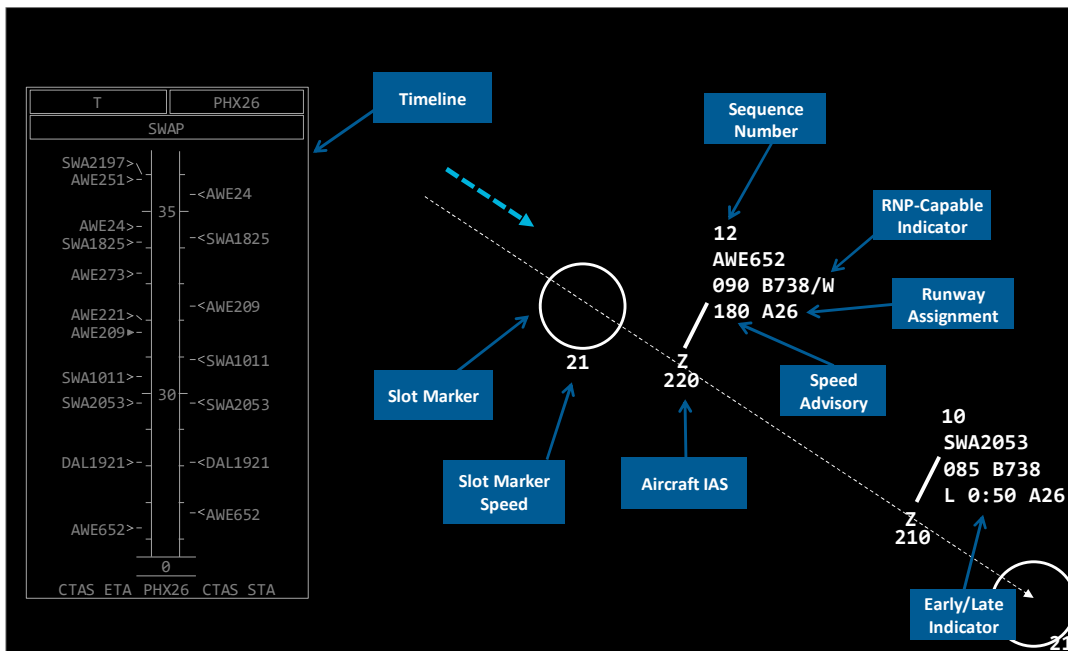 T
PHX26
SWAP
SWA2197>
AWE251>
AWE24>
SWA1825>
AWE273>
AWE221>
AWE209►
SWA1011>
SWA2053>
DAL1921>
AWE652>
35
30
0
<AWE24
<SWA1825
<AWE209
<SWA1011
<SWA2053
<DAL1921
<AWE652
CTAS ETA PHX26 CTAS STA
Timeline
Sequence
Number
RNP-Capable
Indicator
12
AWE652
090 B738/W
180 A26
Runway
Assignment
21
Z
220
Slot Marker
Speed
Advisory
Slot Marker
Speed
Aircraft IAS
10
SWA2053
085 B738
L 0:50 A26
Z
210
Early/Late
Indicator
21